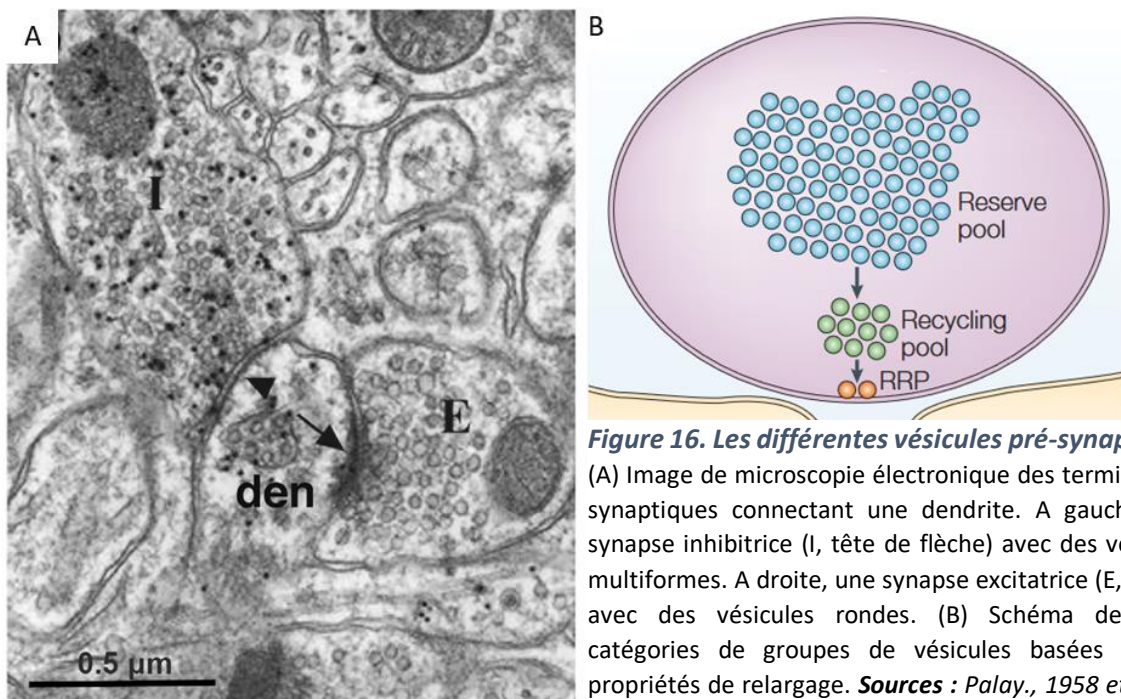 A
I
E
den
0.5 µm
B
Reserve
pool
Recycling
pool
RRP
Figure 16. Les différentes vésicules pré-synap
(A) Image de microscopie électronique des termi
synaptiques connectant une dendrite. A gauch
synapse inhibitrice (I, tête de flèche) avec des vé
multiformes. A droite, une synapse excitatrice (E,
avec des vésicules rondes. (B) Schéma de
catégories de groupes de vésicules basées
propriétés de relargage. Sources : Palay., 1958 et